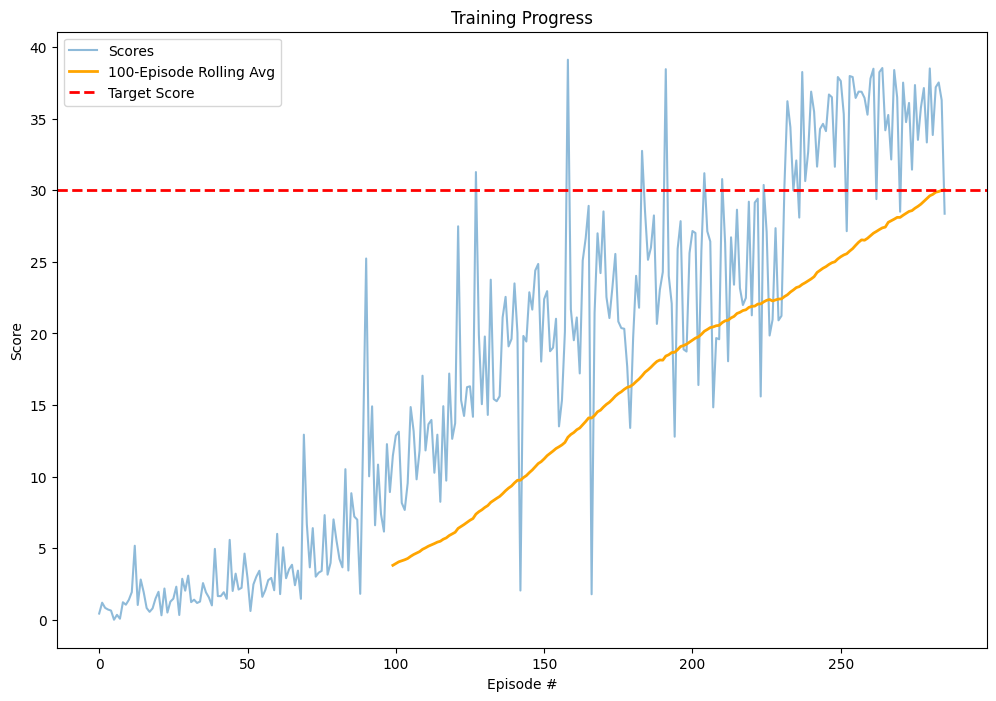 Training Progress
Scores
100-Episode Rolling Avg
Target Score
Score
40
35
30
25
20
15
10
5
0
0 50 100 150 200 250
Episode #